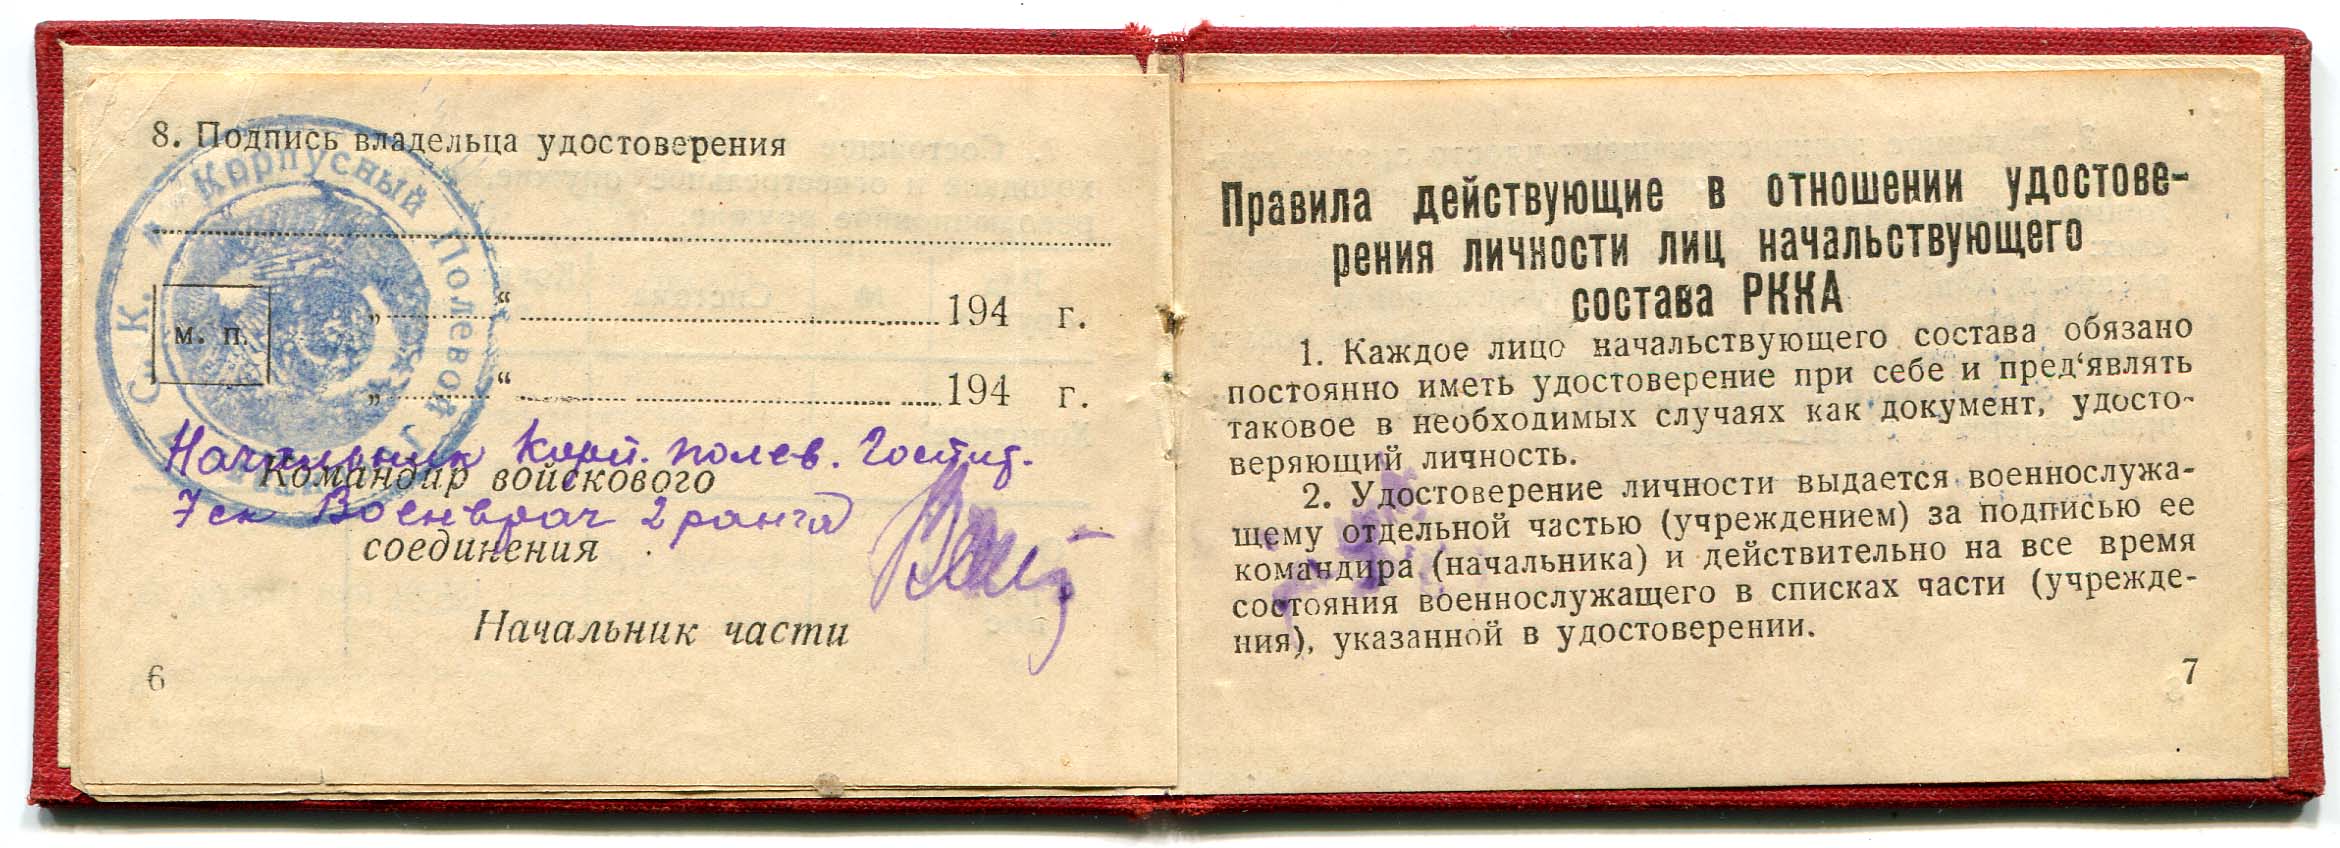 8. Подпись владельца удостоверения
Корпусный Полевой Г
С. К. К.
м. п.
„ “ 194 г.
„ “ 194 г.
Начальник Корп. полев. Госпит.
Командир войскового
7ск Военврач 2 ранга
соединения
Начальник части
6
Правила действующие в отношении удостове-
рения личности лиц начальствующего
состава РККА
1. Каждое лицо начальствующего состава обязано
постоянно иметь удостоверение при себе и пред‘являть
таковое в необходимых случаях как документ, удосто-
веряющий личность.
2. Удостоверение личности выдается военнослужа-
щему отдельной частью (учреждением) за подписью ее
командира (начальника) и действительно на все время
состояния военнослужащего в списках части (учрежде-
ния), указанной в удостоверении.
7